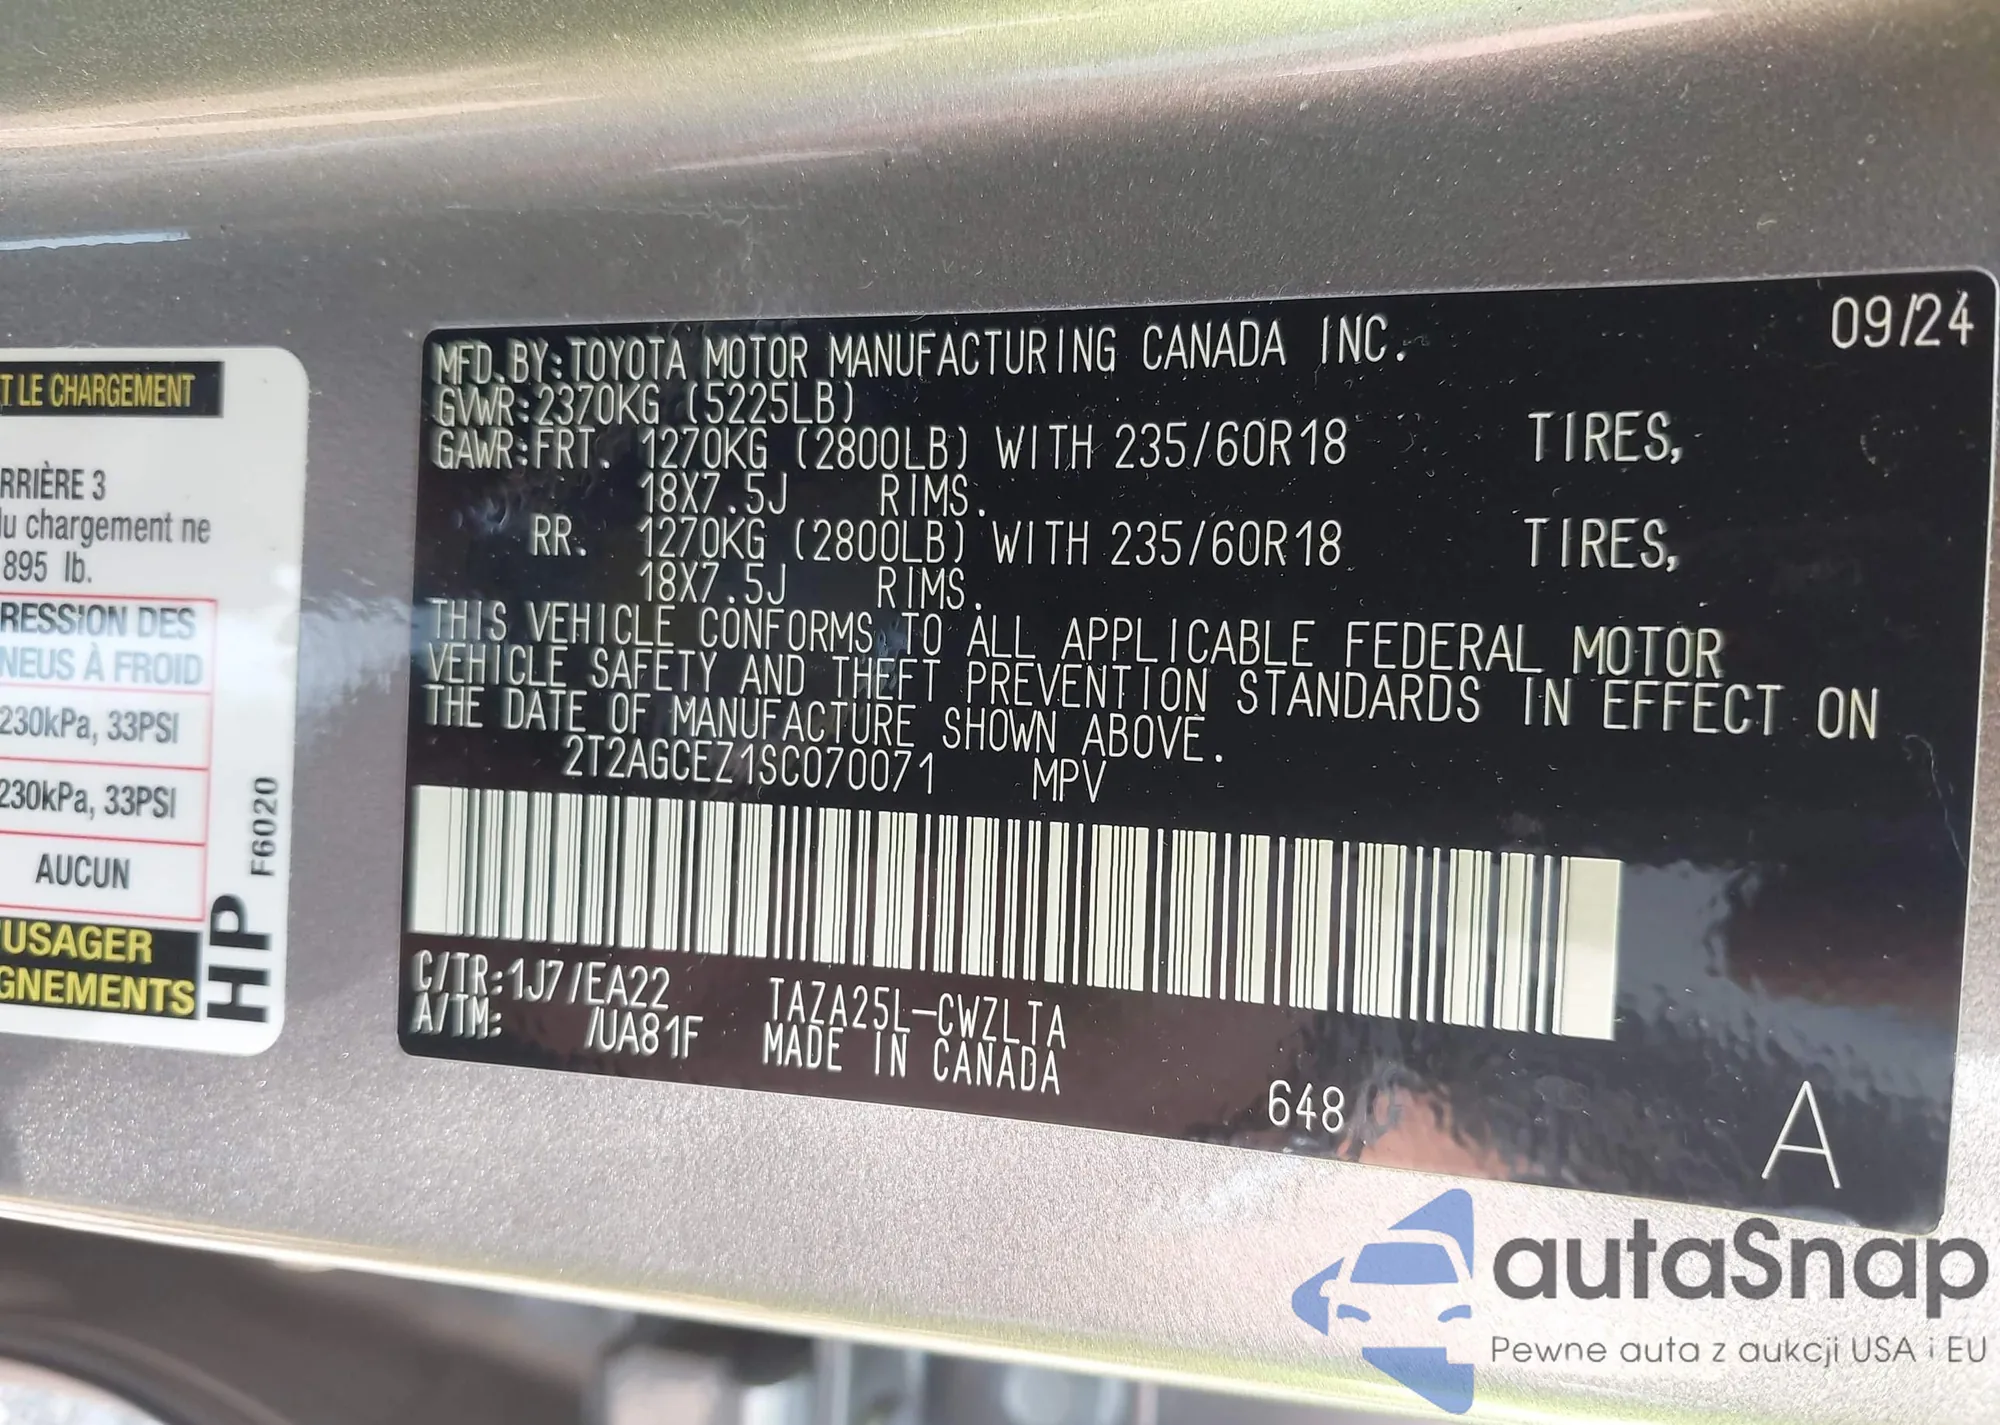 T LE CHARGEMENT
RRIÈRE 3
du chargement ne
895 lb.
RESSION DES
NEUS À FROID
230kPa, 33PSI
230kPa, 33PSI
AUCUN
USAGER
GNEMENTS
HP
F6020
09/24
MFD.BY:TOYOTA MOTOR MANUFACTURING CANADA INC.
GVWR:2370KG (5225LB)
GAWR:FRT. 1270KG (2800LB) WITH 235/60R18 TIRES,
18X7.5J RIMS.
RR. 1270KG (2800LB) WITH 235/60R18 TIRES,
18X7.5J RIMS.
THIS VEHICLE CONFORMS TO ALL APPLICABLE FEDERAL MOTOR
VEHICLE SAFETY AND THEFT PREVENTION STANDARDS IN EFFECT ON
THE DATE OF MANUFACTURE SHOWN ABOVE.
2T2AGCEZ1SC070071 MPV
C/TR:1J7/EA22 TAZA25L-CWZLTA
A/TM: /UA81F MADE IN CANADA
648
A
autaSnap
Pewne auta z aukcji USA i EU